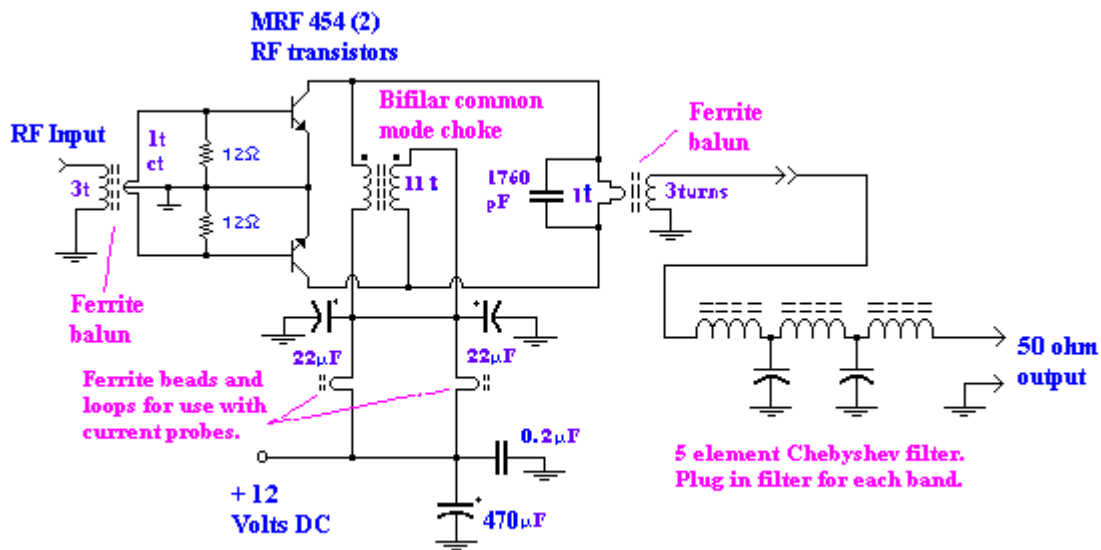 MRF 454 (2)
RF transistors
RF Input
3t
1t
ct
12Ω
12Ω
Ferrite
balun
Bifilar common
mode choke
11 t
1760
pF
1t
Ferrite
balun
3turns
22µF
22µF
Ferrite beads and
loops for use with
current probes.
+12
Volts DC
0.2µF
470µF
50 ohm
output
5 element Chebyshev filter.
Plug in filter for each band.